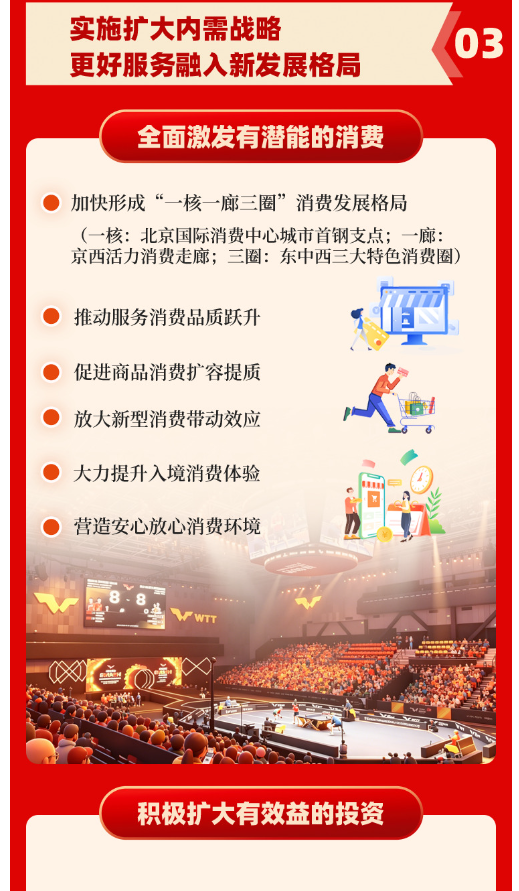 实施扩大内需战略
更好服务融入新发展格局
03
全面激发有潜能的消费
加快形成“一核一廊三圈”消费发展格局
（一核：北京国际消费中心城市首钢支点；一廊：
京西活力消费走廊；三圈：东中西三大特色消费圈）
推动服务消费品质跃升
促进商品消费扩容提质
放大新型消费带动效应
大力提升入境消费体验
营造安心放心消费环境
8 - 8
WTT
积极扩大有效益的投资